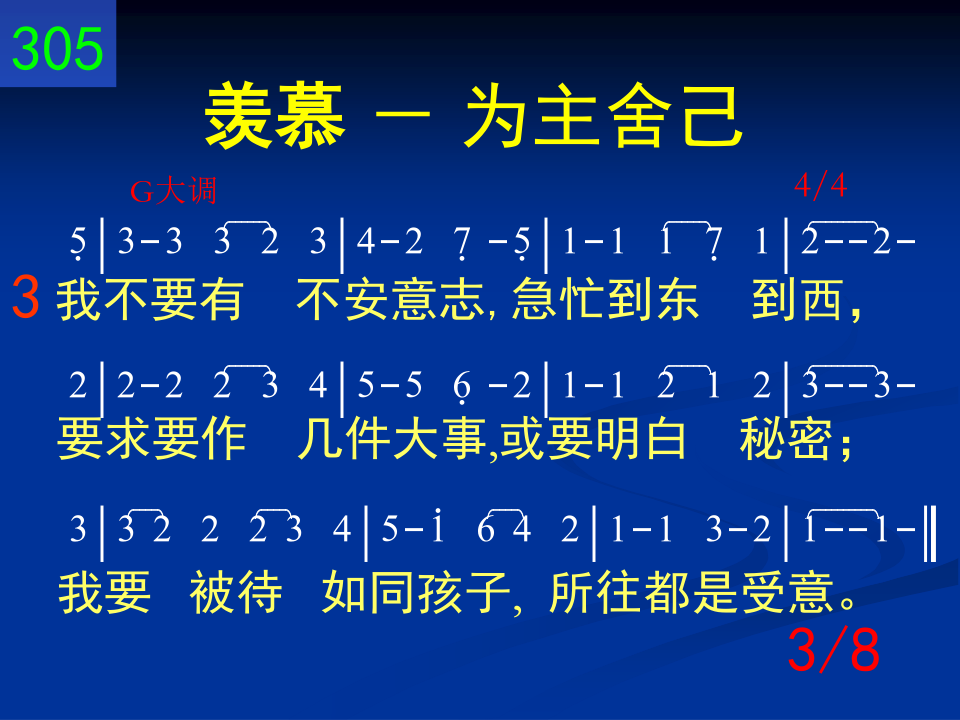 305
羡慕 － 为主舍己
G大调 4/4
5̣|3-3 3 2 3|4-2 7̣ -5̣|1-1 1 7̣ 1|2--2-
3 我不要有 不安意志,急忙到东 到西，
2|2-2 2 3 4|5-5 6̣ -2|1-1 2 1 2|3--3-
要求要作 几件大事,或要明白 秘密；
3|3 2 2 2 3 4|5-1̇ 6 4 2|1-1 3-2|1--1-‖
我要 被待 如同孩子, 所往都是受意。
3/8